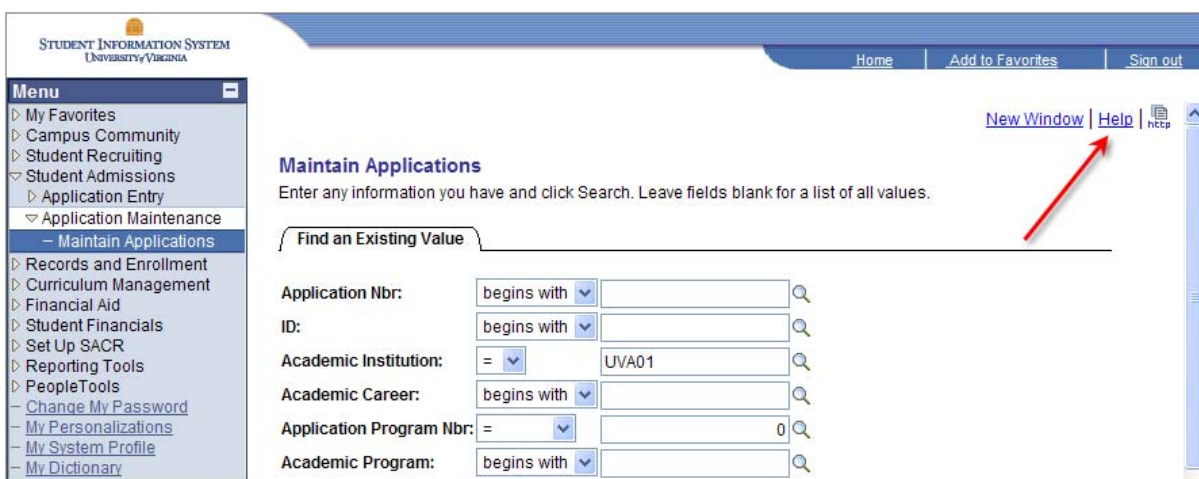 STUDENT INFORMATION SYSTEM
UNIVERSITY of VIRGINIA
Home
Add to Favorites
Sign out
Menu
My Favorites
Campus Community
Student Recruiting
Student Admissions
Application Entry
Application Maintenance
– Maintain Applications
Records and Enrollment
Curriculum Management
Financial Aid
Student Financials
Set Up SACR
Reporting Tools
PeopleTools
– Change My Password
– My Personalizations
– My System Profile
– My Dictionary
New Window | Help | http
Maintain Applications
Enter any information you have and click Search. Leave fields blank for a list of all values.
Find an Existing Value
Application Nbr: begins with
ID: begins with
Academic Institution: = UVA01
Academic Career: begins with
Application Program Nbr: = 0
Academic Program: begins with